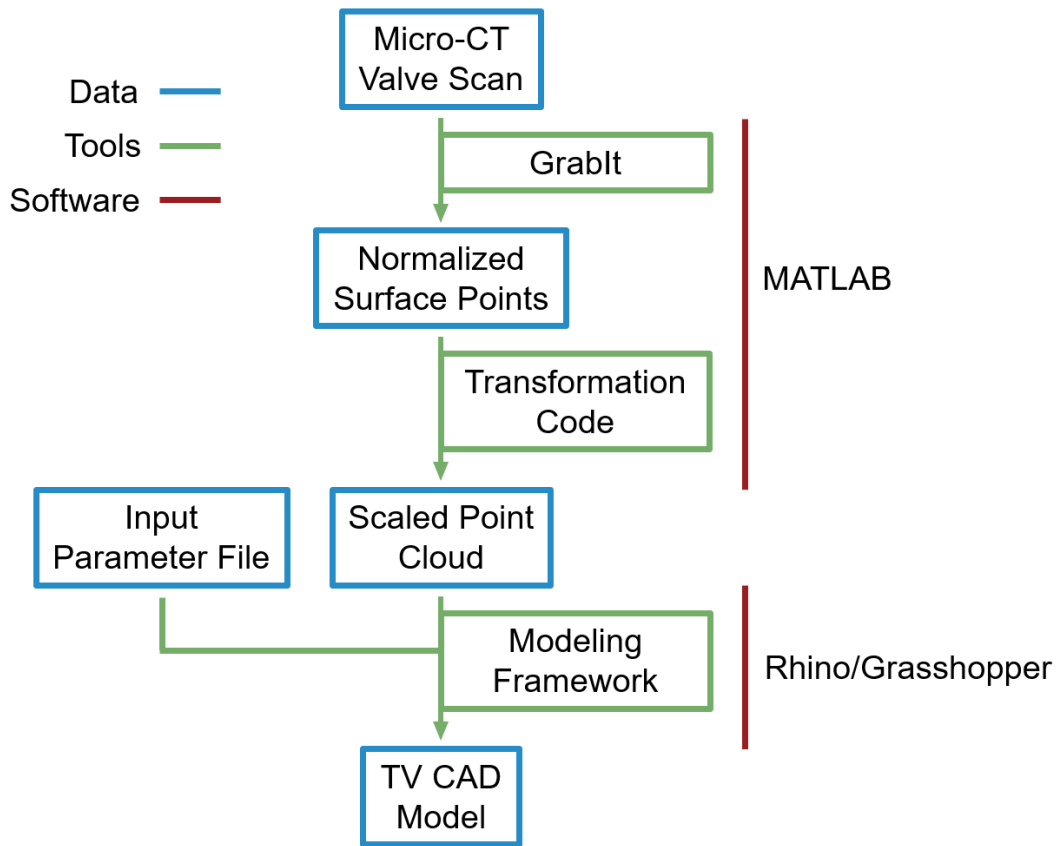 Micro-CT
Valve Scan
Data
Tools
Software
GrabIt
Normalized
Surface Points
MATLAB
Transformation
Code
Input
Parameter File
Scaled Point
Cloud
Modeling
Framework
Rhino/Grasshopper
TV CAD
Model